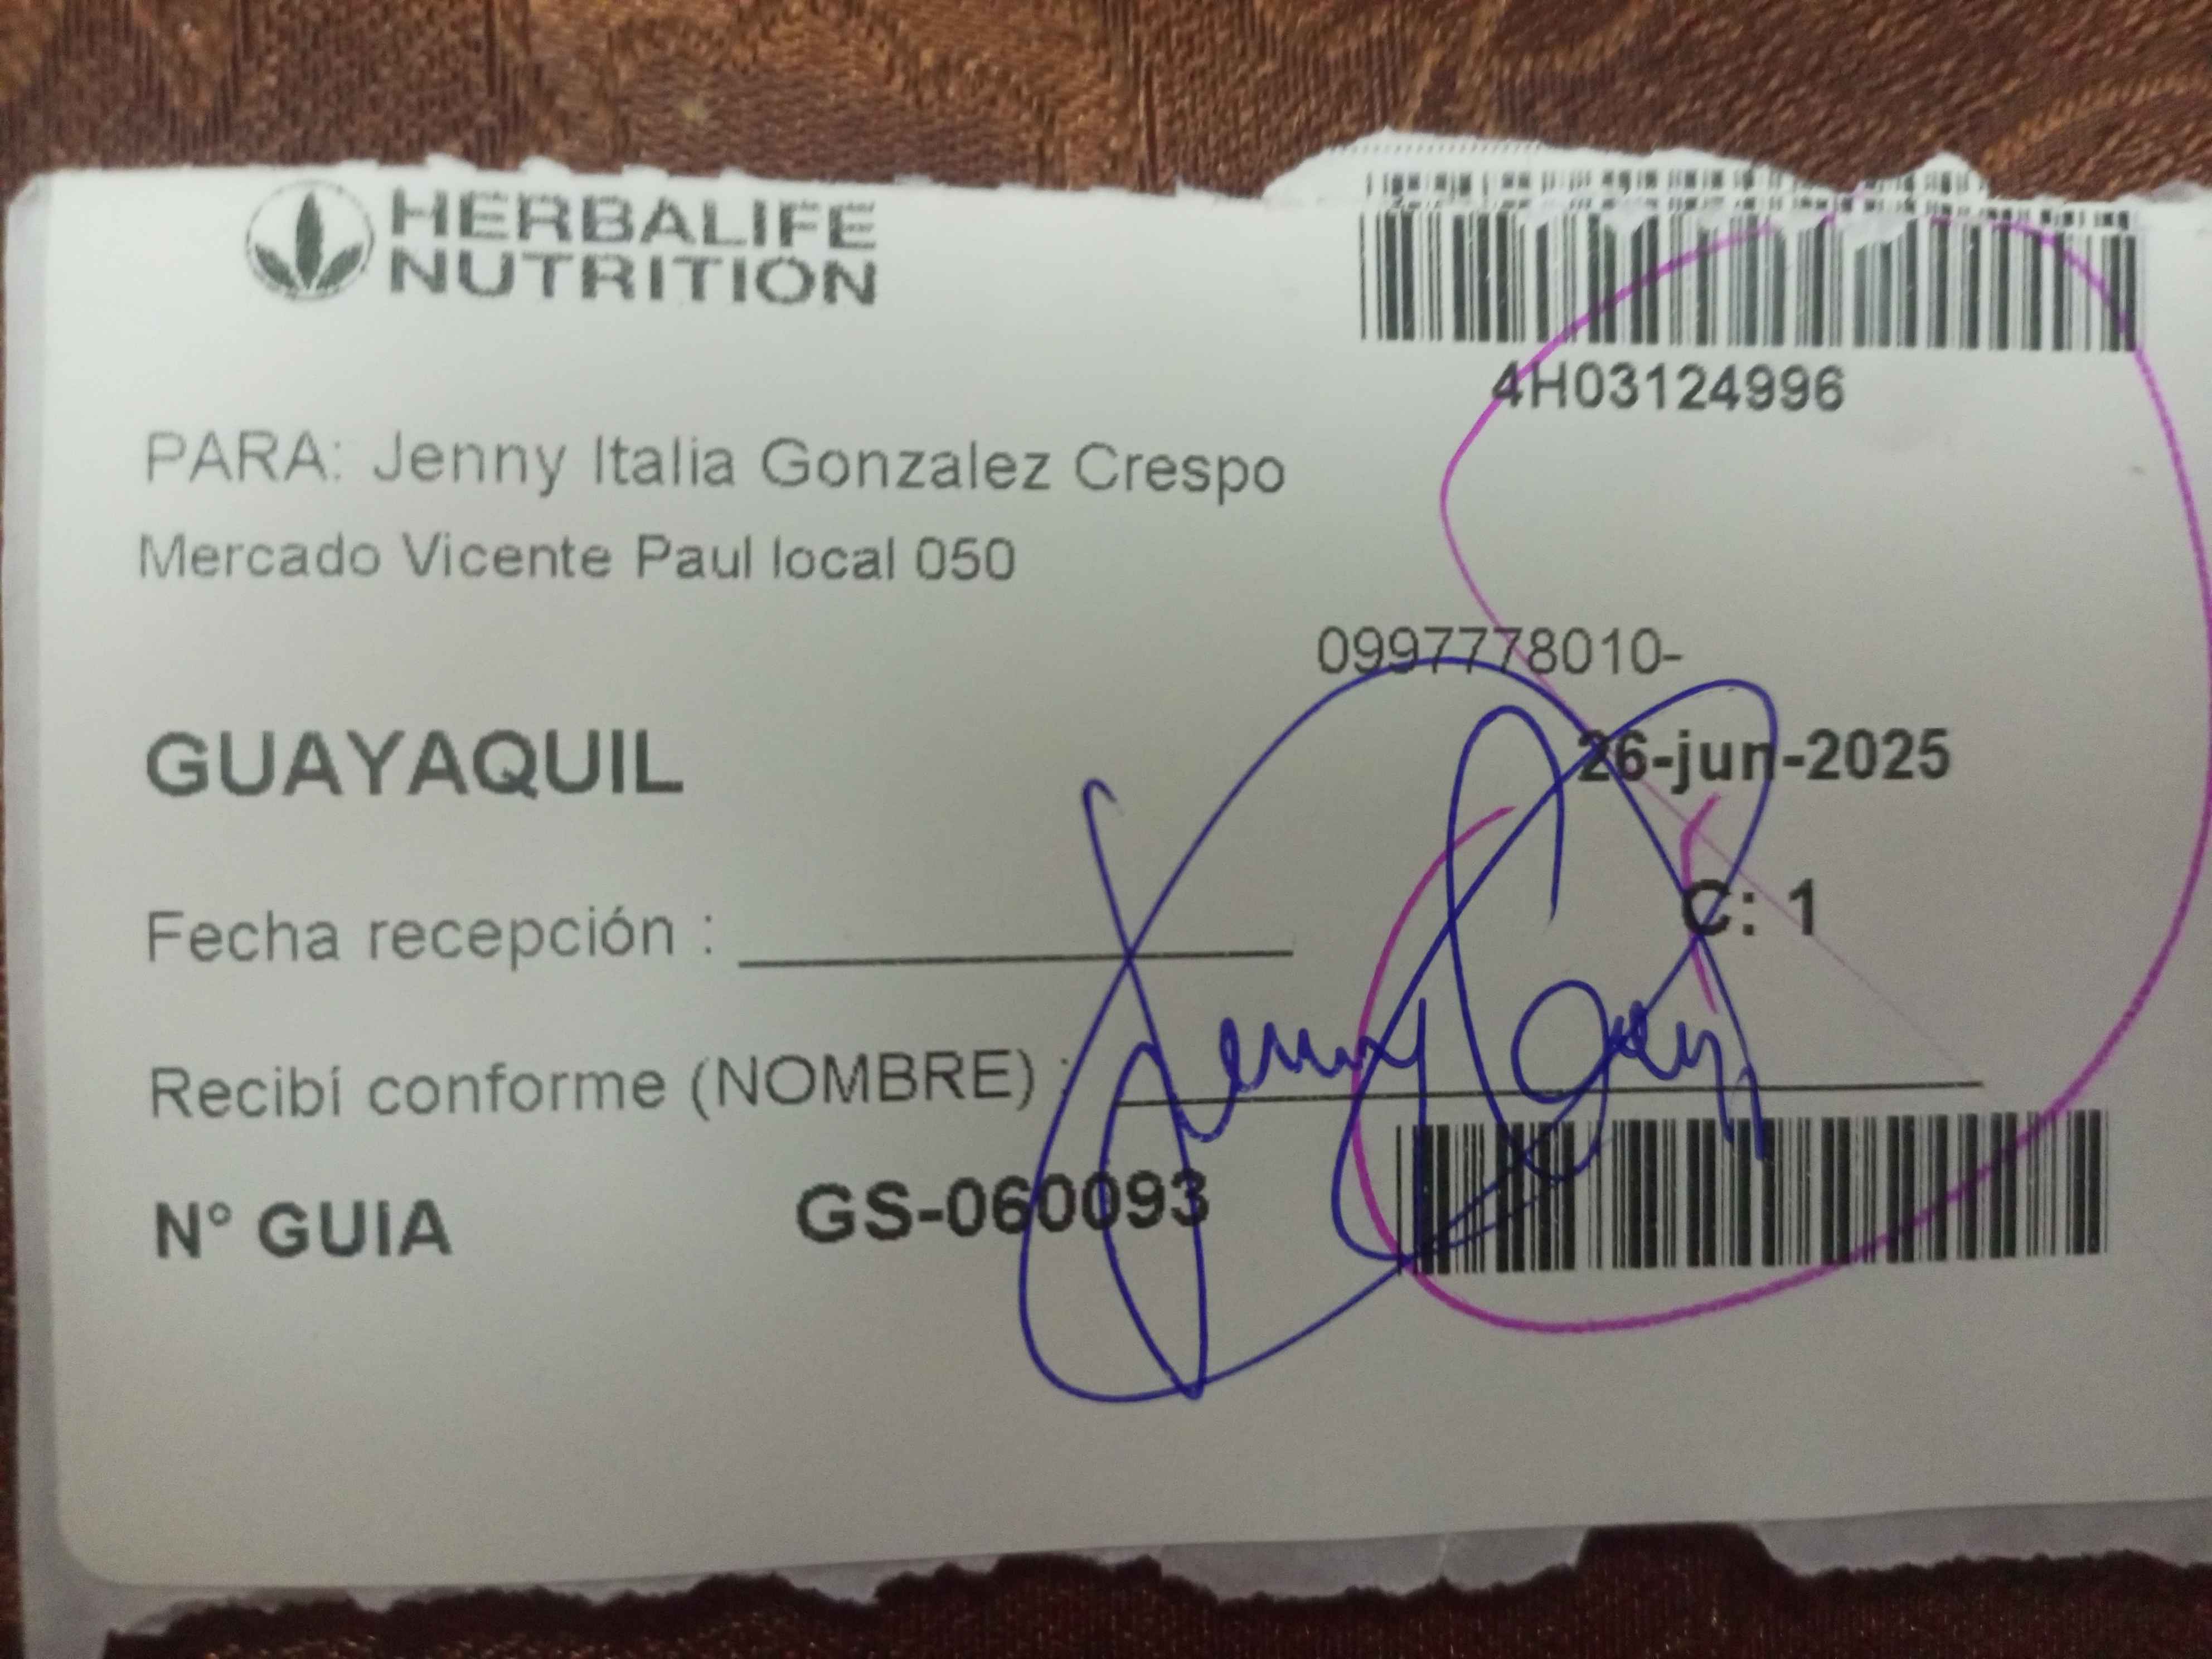 HERBALIFE
NUTRITION
4H03124996
PARA: Jenny Italia Gonzalez Crespo
Mercado Vicente Paul local 050
0997778010-
GUAYAQUIL
26-jun-2025
C: 1
Fecha recepción :
Recibí conforme (NOMBRE) : Jenny
N° GUIA GS-060093